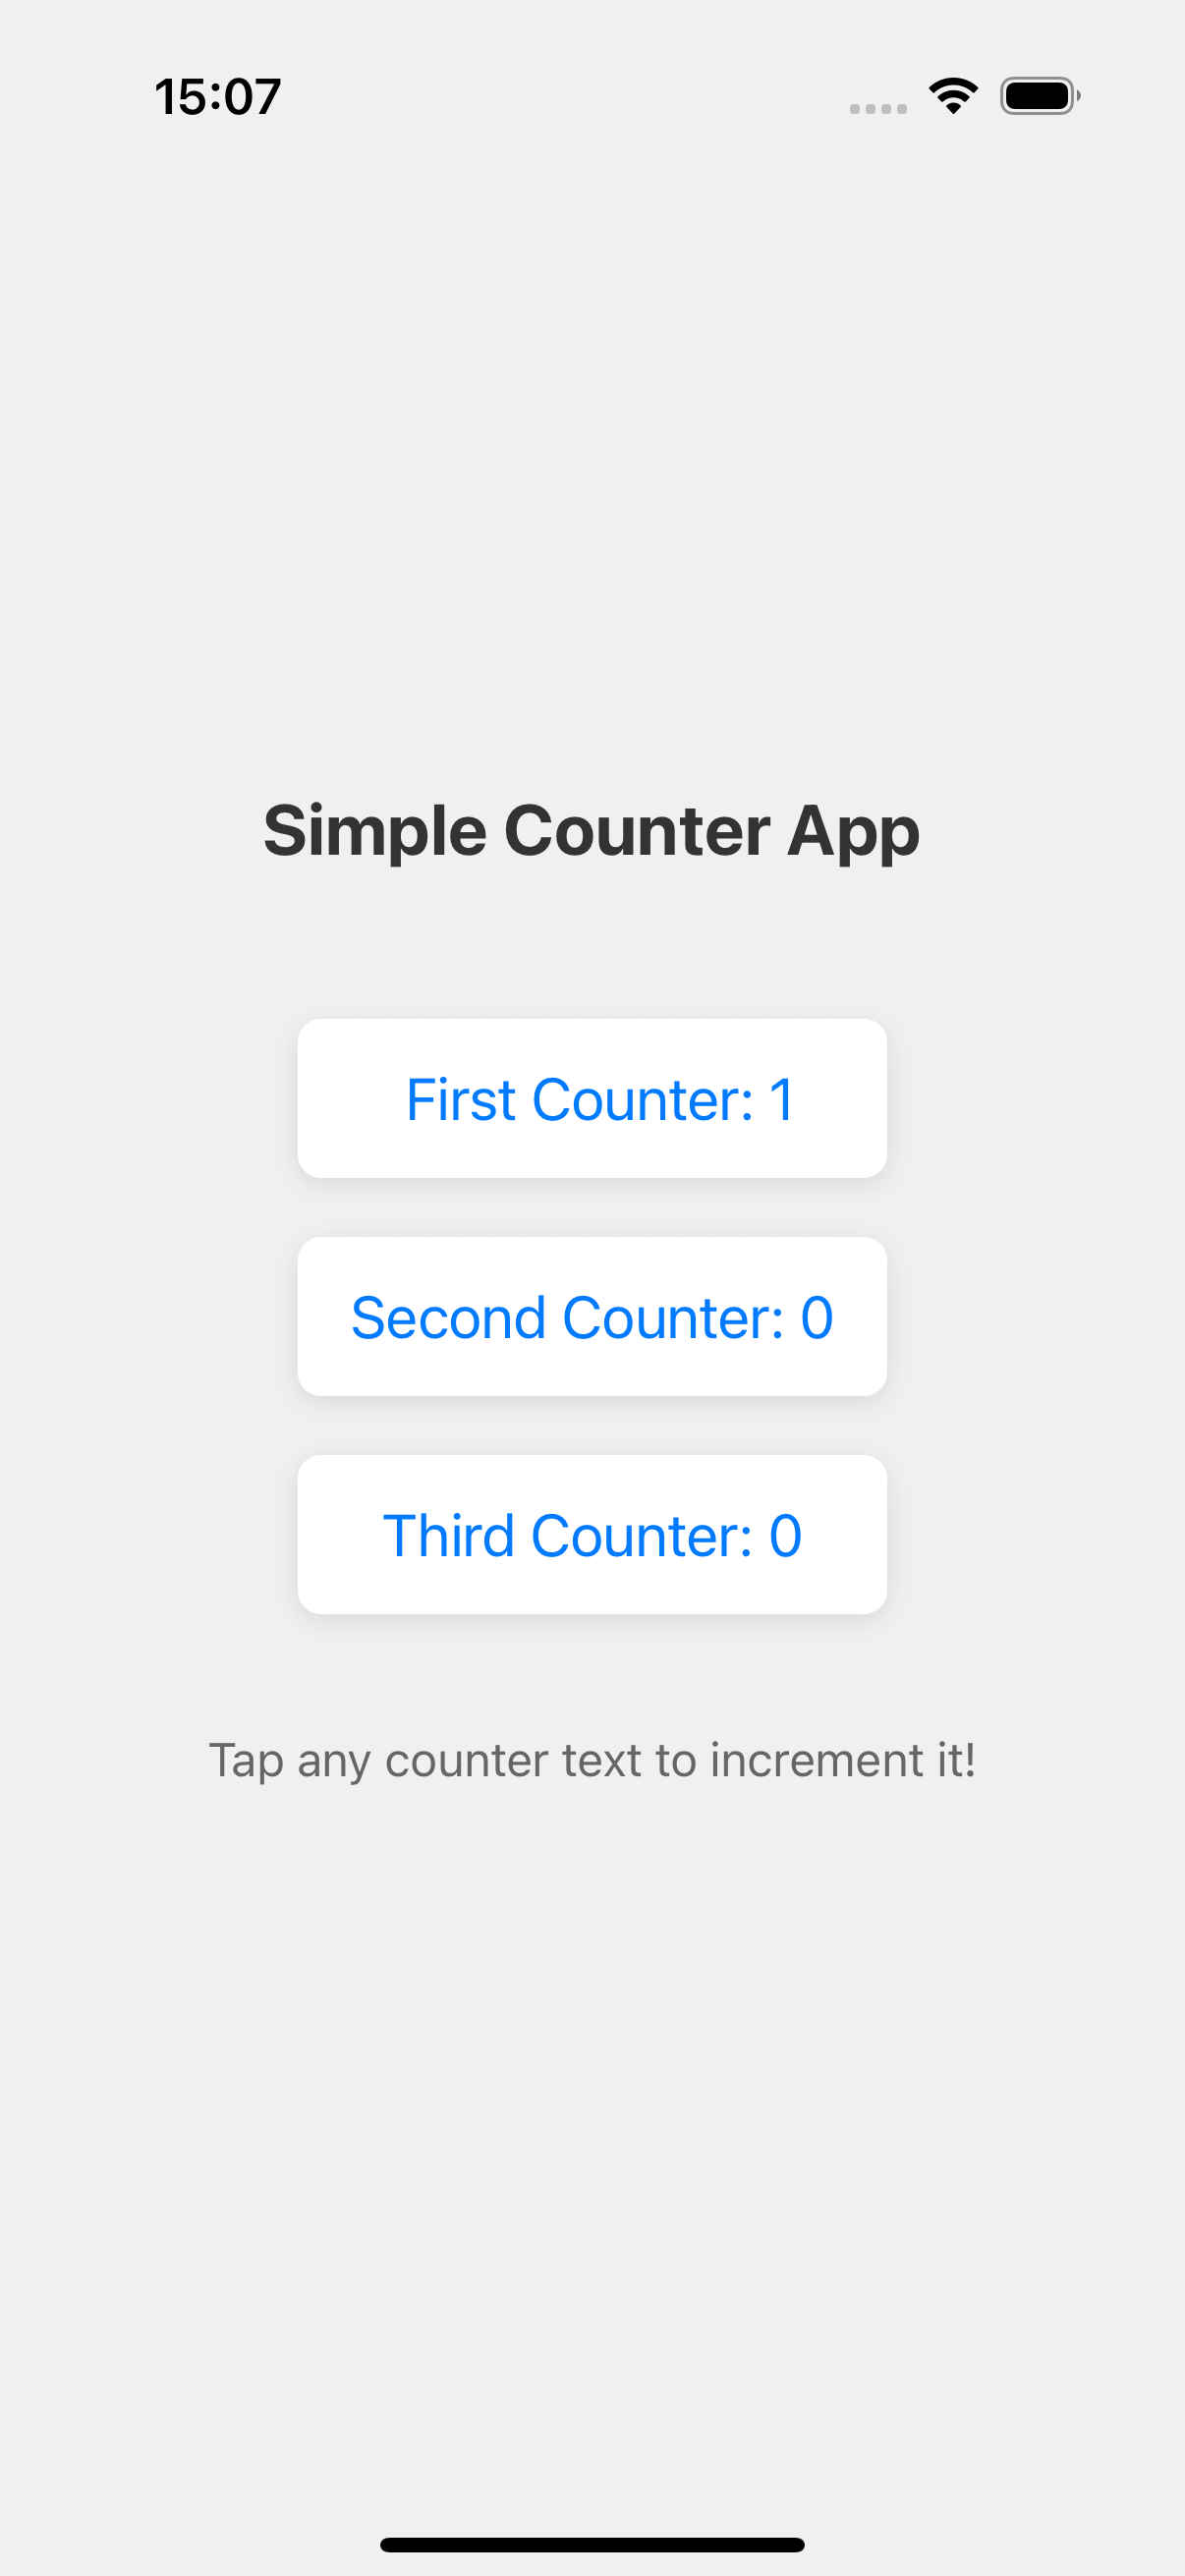 15:07
Simple Counter App
First Counter: 1
Second Counter: 0
Third Counter: 0
Tap any counter text to increment it!